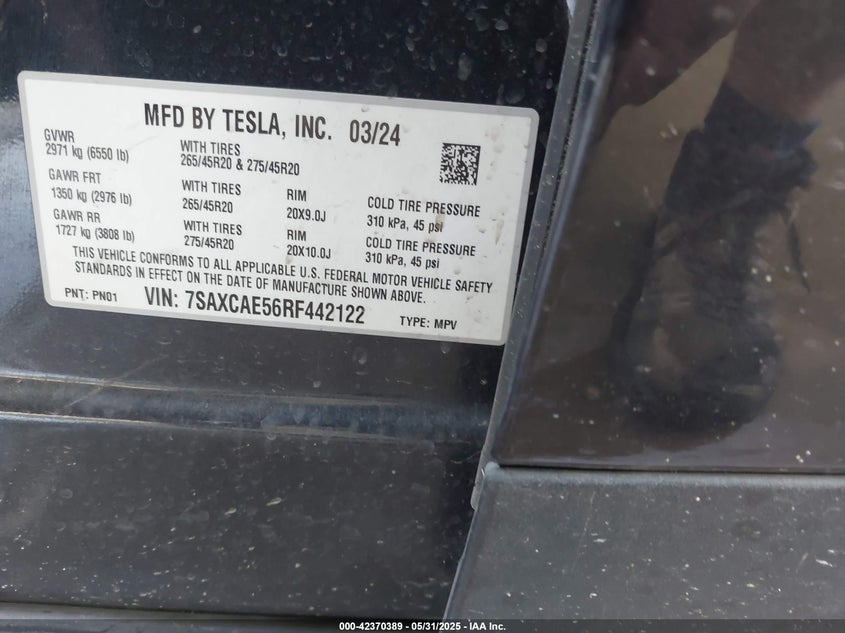 MFD BY TESLA, INC. 03/24
GVWR
2971 kg (6550 lb)
WITH TIRES
265/45R20 & 275/45R20
GAWR FRT
1350 kg (2976 lb)
WITH TIRES
265/45R20
RIM
20X9.0J
COLD TIRE PRESSURE
310 kPa, 45 psi
GAWR RR
1727 kg (3808 lb)
WITH TIRES
275/45R20
RIM
20X10.0J
COLD TIRE PRESSURE
310 kPa, 45 psi
THIS VEHICLE CONFORMS TO ALL APPLICABLE U.S. FEDERAL MOTOR VEHICLE SAFETY
STANDARDS IN EFFECT ON THE DATE OF MANUFACTURE SHOWN ABOVE.
PNT: PN01 VIN: 7SAXCAE56RF442122 TYPE: MPV
000-42370389 - 05/31/2025 - IAA Inc.